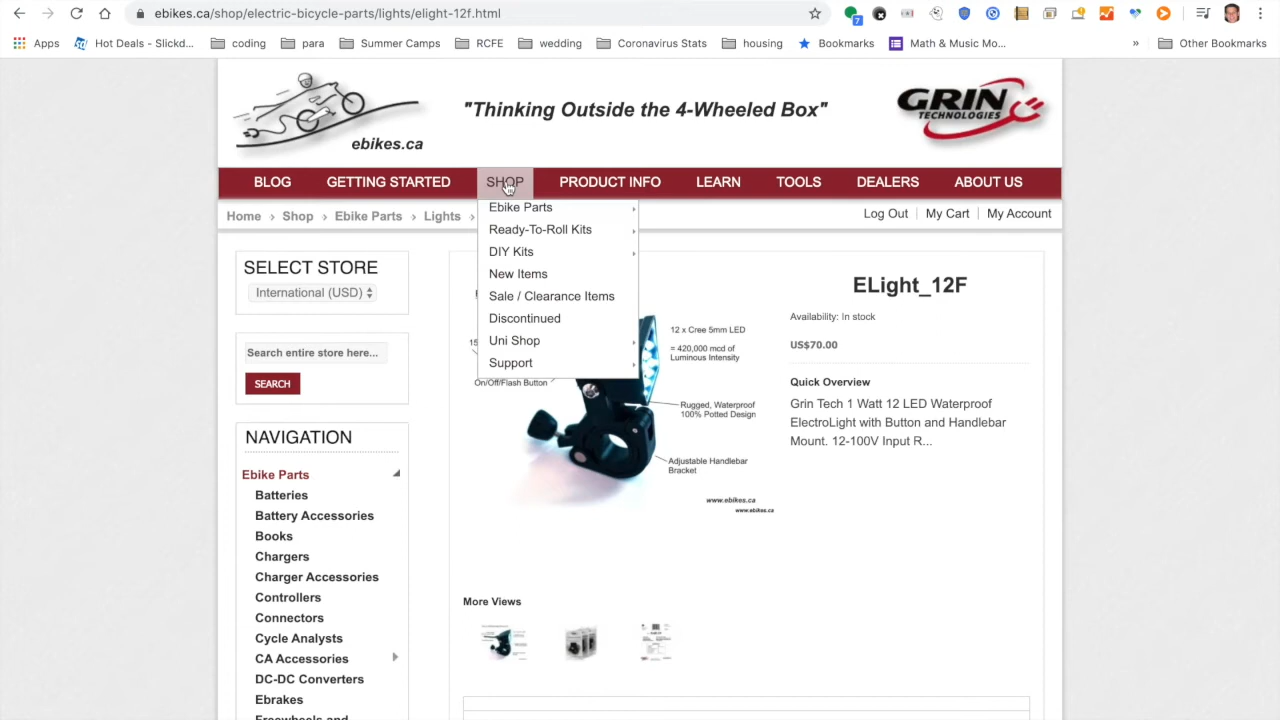 ebikes.ca/shop/electric-bicycle-parts/lights/elight-12f.html
7
Apps Hot Deals - Slickd... coding para Summer Camps RCFE wedding Coronavirus Stats housing Bookmarks Math & Music Mo... » Other Bookmarks
ebikes.ca
"Thinking Outside the 4-Wheeled Box"
GRIN
TECHNOLOGIES
BLOG GETTING STARTED SHOP PRODUCT INFO LEARN TOOLS DEALERS ABOUT US
Home › Shop › Ebike Parts › Lights ›
Log Out My Cart My Account
Ebike Parts
Ready-To-Roll Kits
DIY Kits
New Items
Sale / Clearance Items
Discontinued
Uni Shop
Support
SELECT STORE
International (USD)
Search entire store here...
SEARCH
NAVIGATION
Ebike Parts
Batteries
Battery Accessories
Books
Chargers
Charger Accessories
Controllers
Connectors
Cycle Analysts
CA Accessories
DC-DC Converters
Ebrakes
Freewheels and
12 x Cree 5mm LED
= 420,000 mcd of
Luminous Intensity
On/Off/Flash Button
Rugged, Waterproof
100% Potted Design
Adjustable Handlebar
Bracket
www.ebikes.ca
www.ebikes.ca
ELight_12F
Availability: In stock
US$70.00
Quick Overview
Grin Tech 1 Watt 12 LED Waterproof
ElectroLight with Button and Handlebar
Mount. 12-100V Input R...
More Views